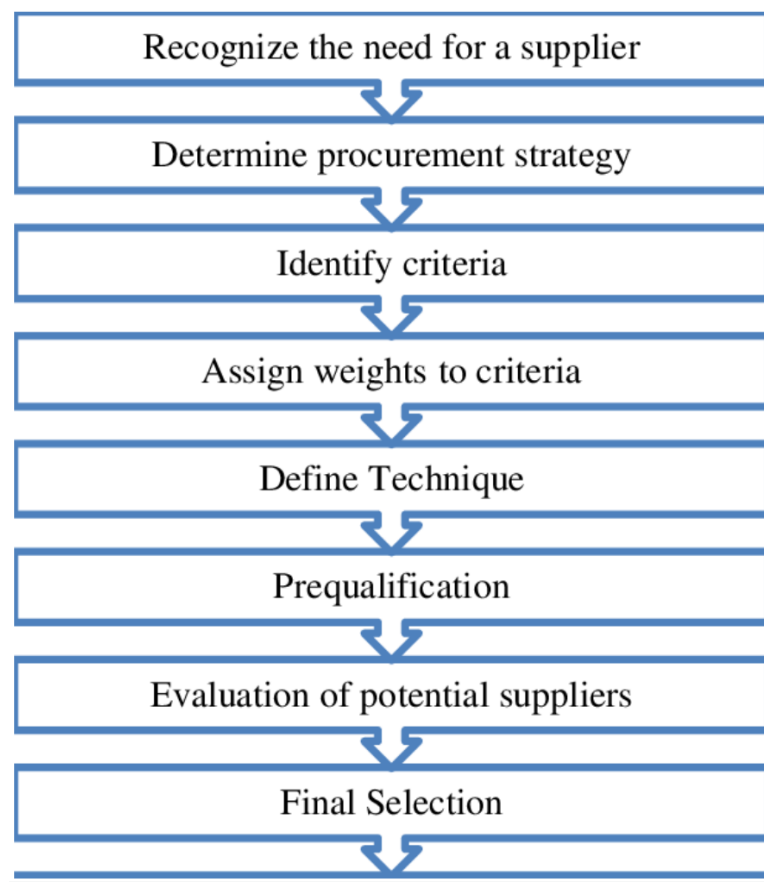 Recognize the need for a supplier
Determine procurement strategy
Identify criteria
Assign weights to criteria
Define Technique
Prequalification
Evaluation of potential suppliers
Final Selection